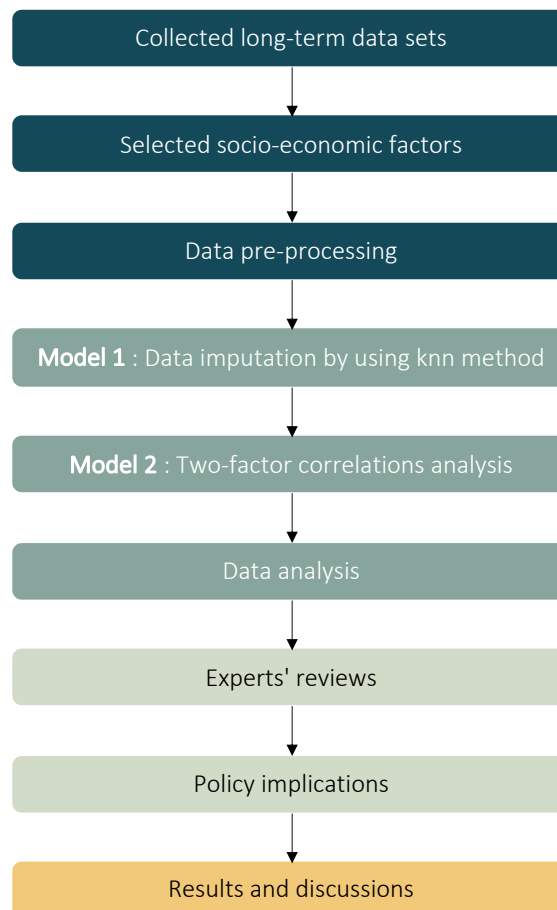 Collected long-term data sets
Selected socio-economic factors
Data pre-processing
Model 1 : Data imputation by using knn method
Model 2 : Two-factor correlations analysis
Data analysis
Experts' reviews
Policy implications
Results and discussions